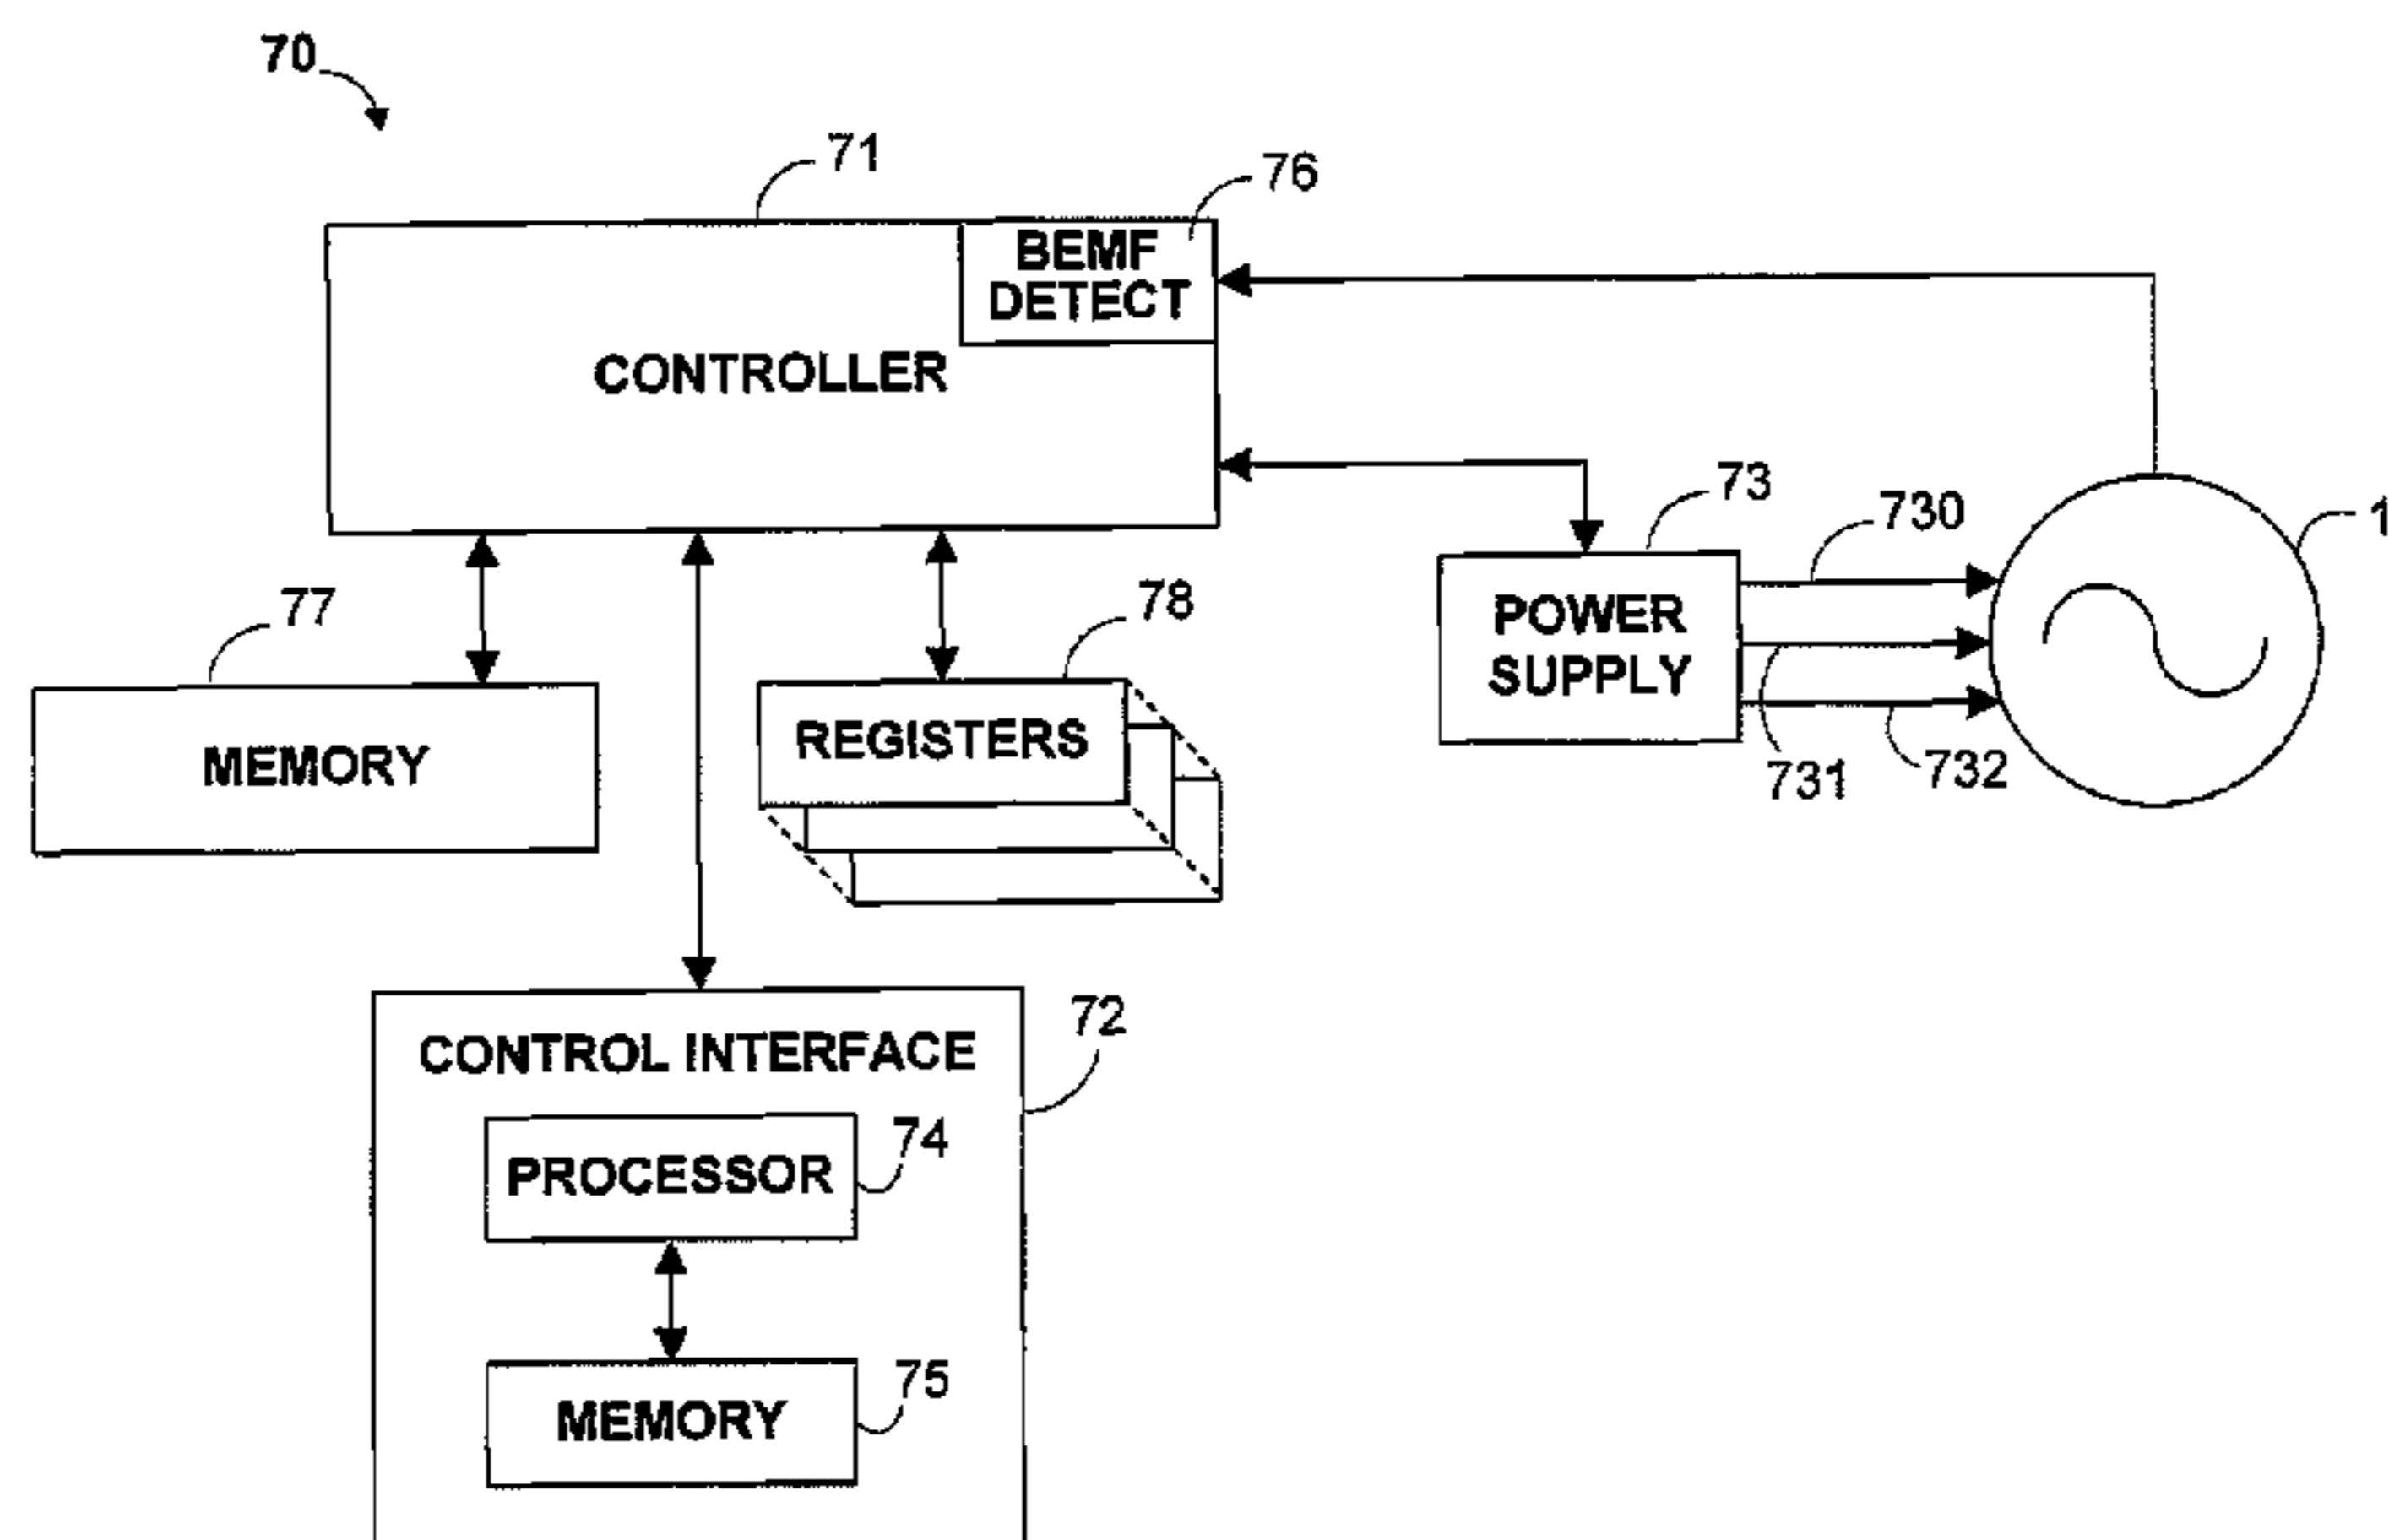 70
71
76
BEMF
DETECT
CONTROLLER
73
730
1
77
78
POWER
SUPPLY
REGISTERS
MEMORY
731
732
72
CONTROL INTERFACE
74
PROCESSOR
75
MEMORY